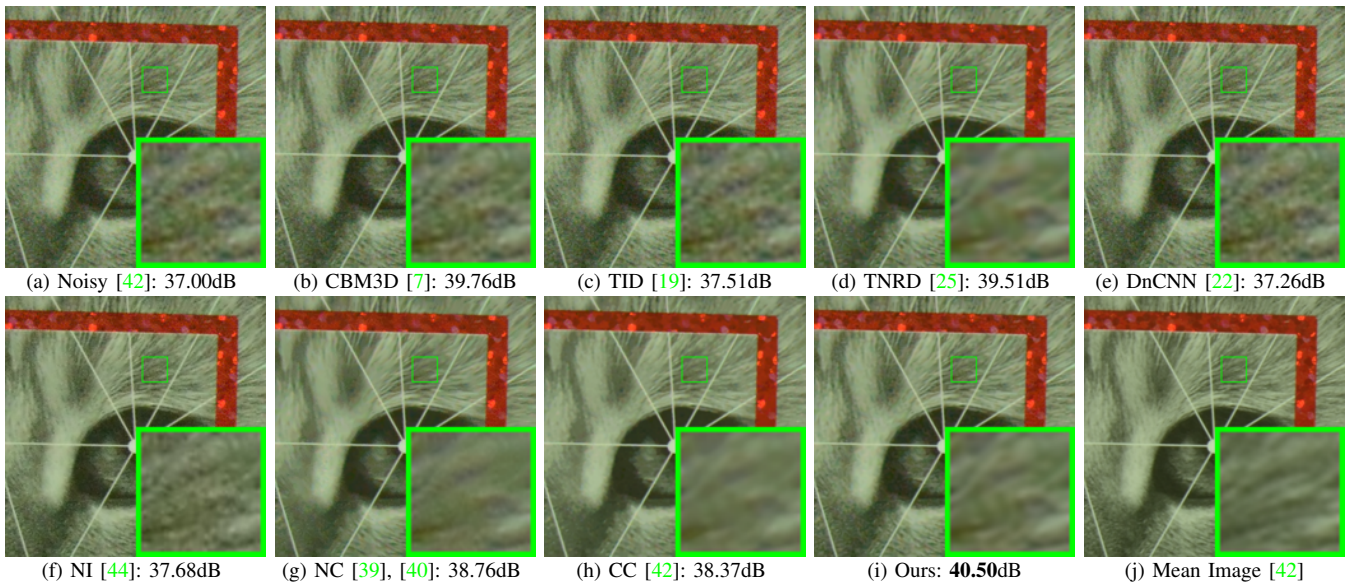 (a) Noisy [42]: 37.00dB
(b) CBM3D [7]: 39.76dB
(c) TID [19]: 37.51dB
(d) TNRD [25]: 39.51dB
(e) DnCNN [22]: 37.26dB
(f) NI [44]: 37.68dB
(g) NC [39], [40]: 38.76dB
(h) CC [42]: 38.37dB
(i) Ours: 40.50dB
(j) Mean Image [42]